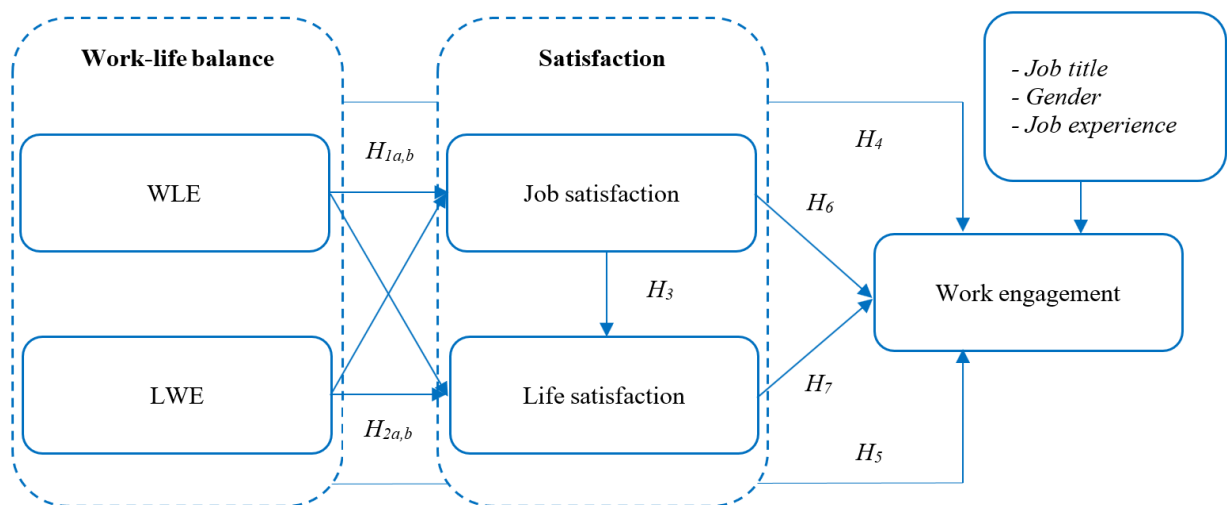 Work-life balance
Satisfaction
- Job title
- Gender
- Job experience
H1a,b
H4
WLE
Job satisfaction
H6
H3
Work engagement
LWE
Life satisfaction
H7
H2a,b
H5